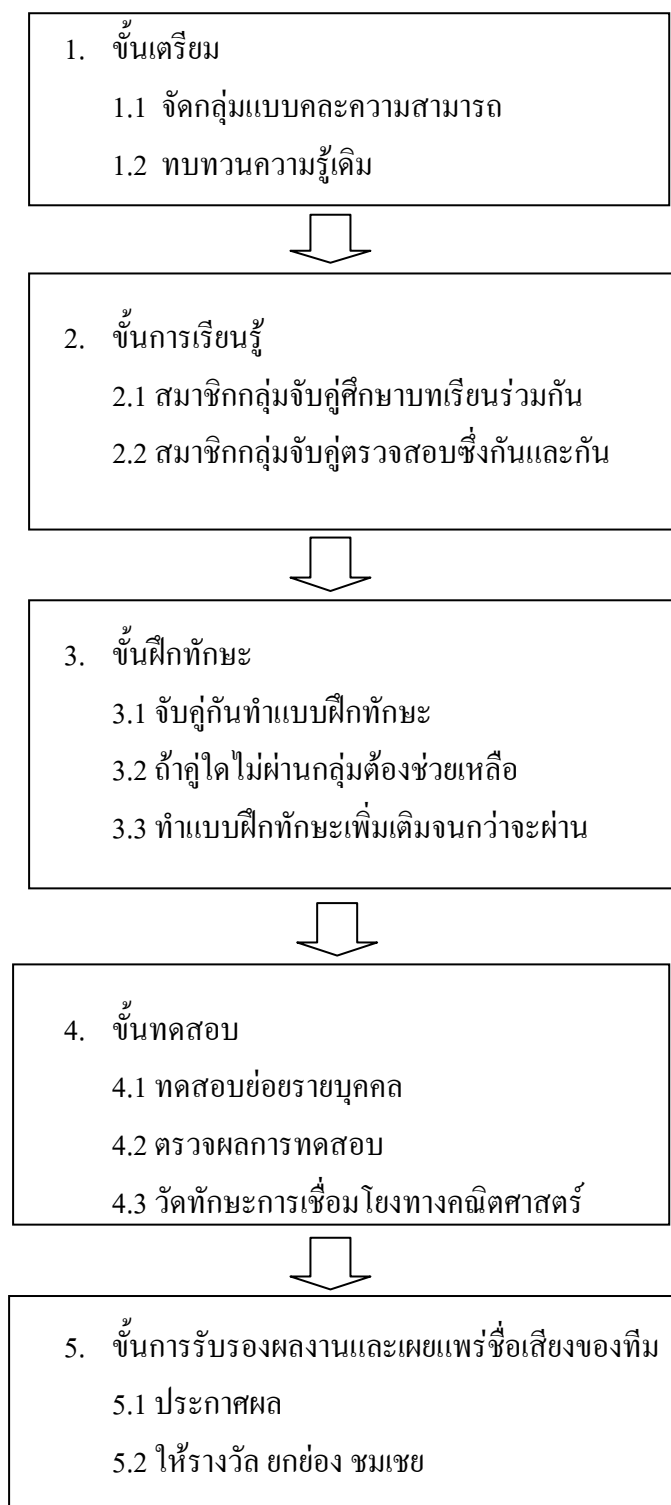 1. ขั้นเตรียม
1.1 จัดกลุ่มแบบคละความสามารถ
1.2 ทบทวนความรู้เดิม
2. ขั้นการเรียนรู้
2.1 สมาชิกกลุ่มจับคู่ศึกษาบทเรียนร่วมกัน
2.2 สมาชิกกลุ่มจับคู่ตรวจสอบซึ่งกันและกัน
3. ขั้นฝึกทักษะ
3.1 จับคู่กันทำแบบฝึกทักษะ
3.2 ถ้าคู่ใดไม่ผ่านกลุ่มต้องช่วยเหลือ
3.3 ทำแบบฝึกทักษะเพิ่มเติมจนกว่าจะผ่าน
4. ขั้นทดสอบ
4.1 ทดสอบย่อยรายบุคคล
4.2 ตรวจผลการทดสอบ
4.3 วัดทักษะการเชื่อมโยงทางคณิตศาสตร์
5. ขั้นการรับรองผลงานและเผยแพร่ชื่อเสียงของทีม
5.1 ประกาศผล
5.2 ให้รางวัล ยกย่อง ชมเชย